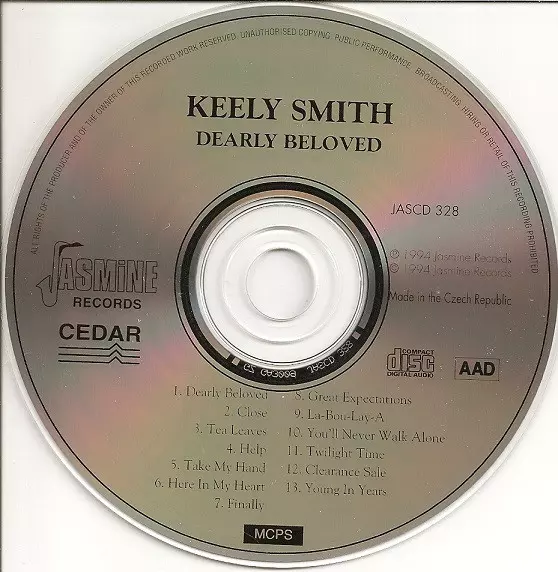 ALL RIGHTS OF THE PRODUCER AND OF THE OWNER OF THIS RECORDED WORK RESERVED. UNAUTHORISED COPYING, PUBLIC PERFORMANCE, BROADCASTING, HIRING OR RETAIL OF THIS RECORDING PROHIBITED
KEELY SMITH
DEARLY BELOVED
JASCD 328
JASMiNE
RECORDS
CEDAR
℗ 1994 Jasmine Records
© 1994 Jasmine Records
Made in the Czech Republic
COMPACT
disc
DIGITAL AUDIO
AAD
1. Dearly Beloved
2. Close
3. Tea Leaves
4. Help
5. Take My Hand
6. Here In My Heart
7. Finally
8. Great Expectations
9. La-Bou-Lay-A
10. You'll Never Walk Alone
11. Twilight Time
12. Clearance Sale
13. Young In Years
MCPS